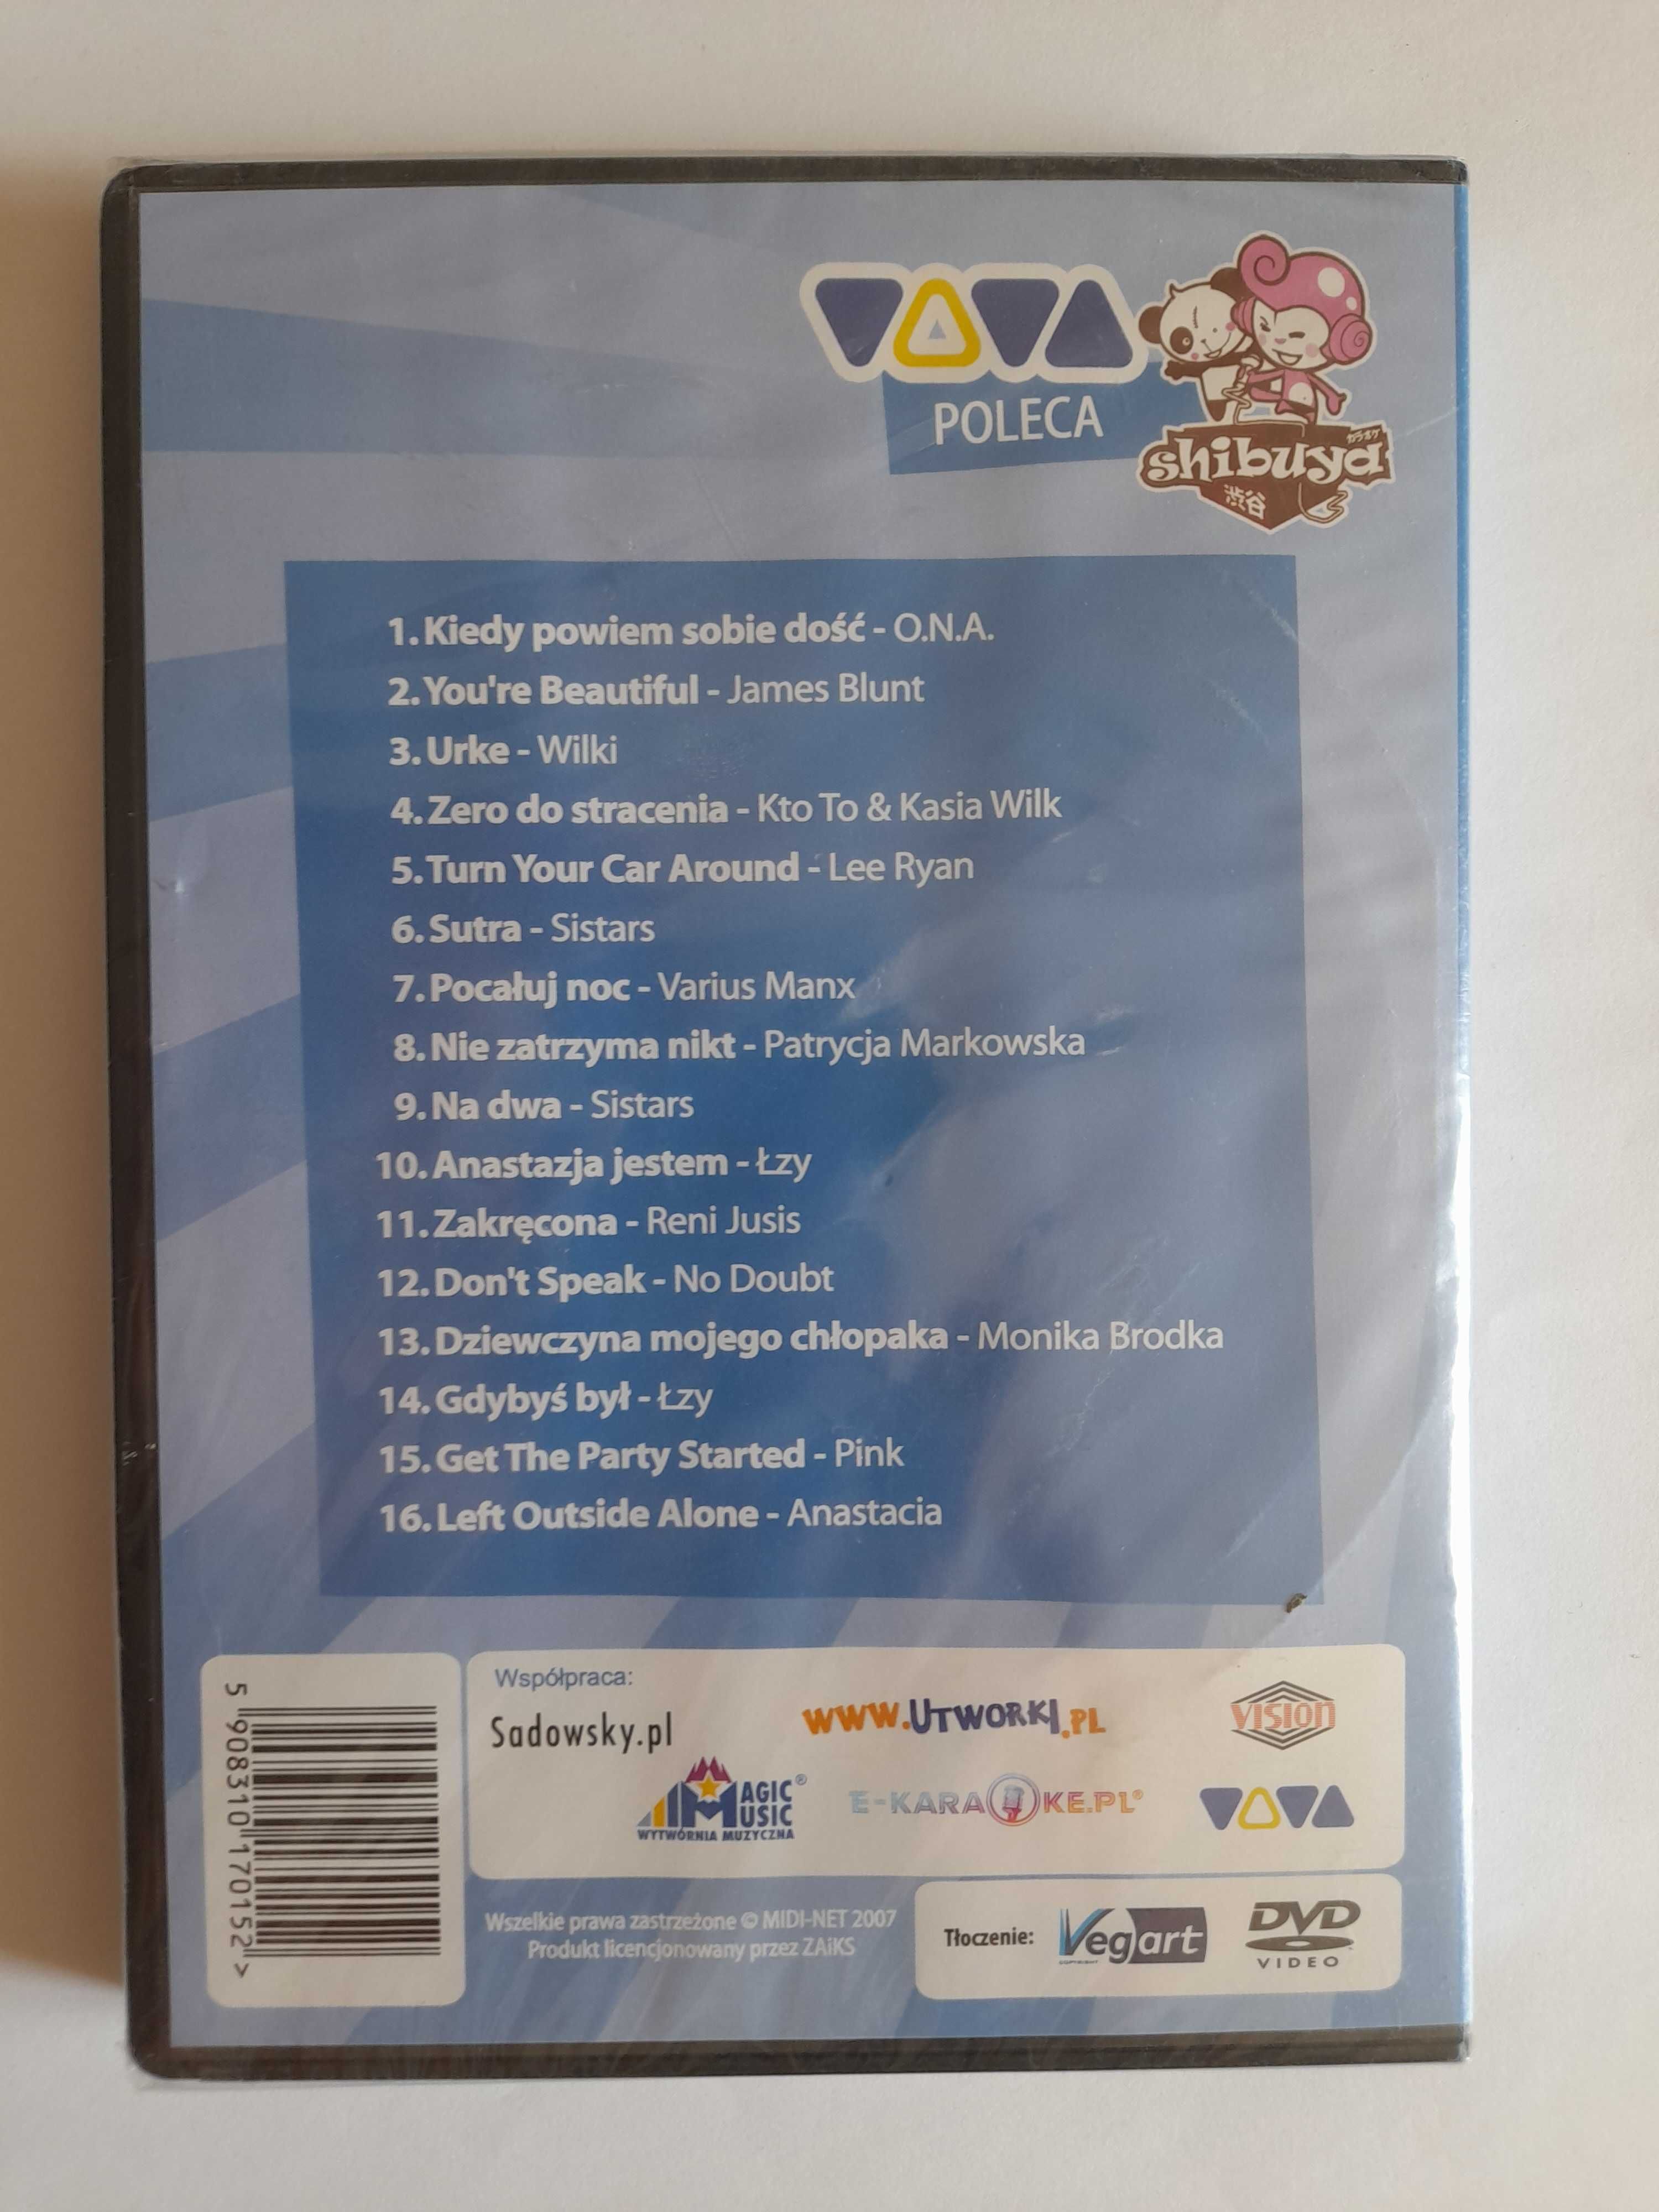 VIVA
POLECA
カラオケ
shibuya
渋谷
1. Kiedy powiem sobie dość - O.N.A.
2. You're Beautiful - James Blunt
3. Urke - Wilki
4. Zero do stracenia - Kto To & Kasia Wilk
5. Turn Your Car Around - Lee Ryan
6. Sutra - Sistars
7. Pocałuj noc - Varius Manx
8. Nie zatrzyma nikt - Patrycja Markowska
9. Na dwa - Sistars
10. Anastazja jestem - Łzy
11. Zakręcona - Reni Jusis
12. Don't Speak - No Doubt
13. Dziewczyna mojego chłopaka - Monika Brodka
14. Gdybyś był - Łzy
15. Get The Party Started - Pink
16. Left Outside Alone - Anastacia
5 908310 170152 >
Współpraca:
Sadowsky.pl
WWW.UTWORKI.PL
VISION
MAGIC MUSIC®
WYTWÓRNIA MUZYCZNA
E-KARAOKE.PL®
VIVA
Wszelkie prawa zastrzeżone © MIDI-NET 2007
Produkt licencjonowany przez ZAiKS
Tłoczenie:
Vegart
DVD
VIDEO